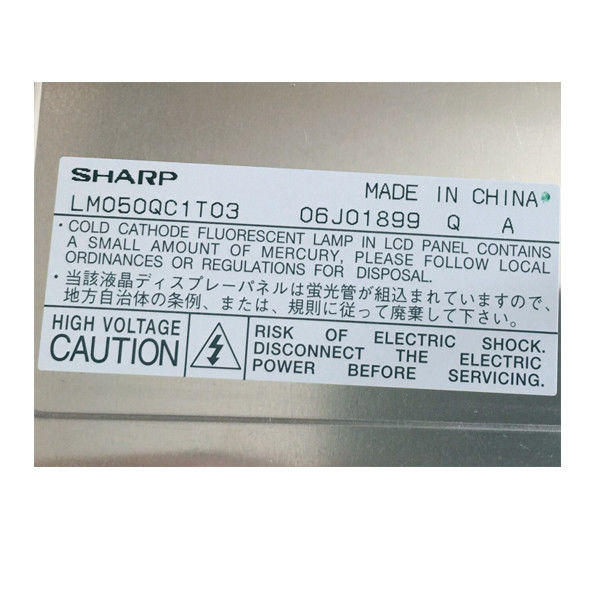 SHARP
MADE IN CHINA
LM050QC1T03 06J01899 Q A
・COLD CATHODE FLUORESCENT LAMP IN LCD PANEL CONTAINS
A SMALL AMOUNT OF MERCURY, PLEASE FOLLOW LOCAL
ORDINANCES OR REGULATIONS FOR DISPOSAL.
・当該液晶ディスプレーパネルは蛍光管が組込まれていますので、
地方自治体の条例、または、規則に従って廃棄して下さい。
HIGH VOLTAGE
CAUTION
RISK OF ELECTRIC SHOCK.
DISCONNECT THE ELECTRIC
POWER BEFORE SERVICING.